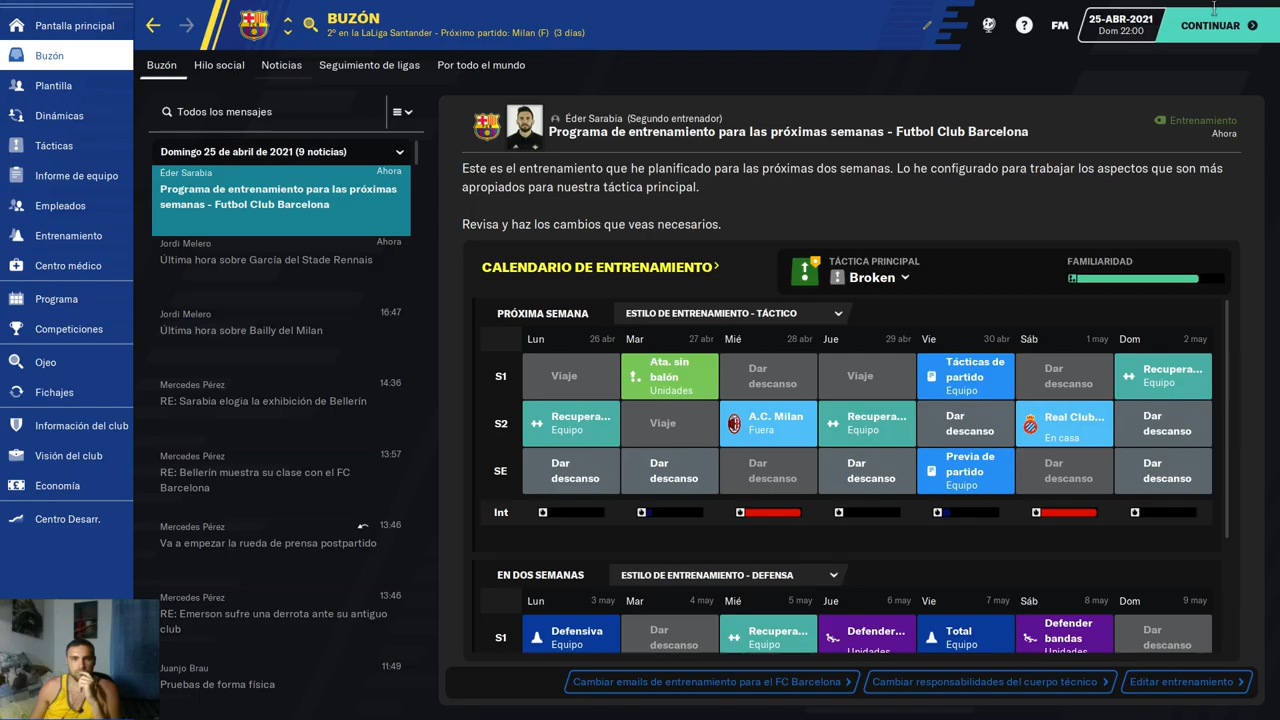 Pantalla principal
Buzón
Plantilla
Dinámicas
Tácticas
Informe de equipo
Empleados
Entrenamiento
Centro médico
Programa
Competiciones
Ojeo
Fichajes
Información del club
Visión del club
Economía
Centro Desarr.
BUZÓN
2º en la LaLiga Santander - Próximo partido: Milan (F) (3 días)
FM
25-ABR-2021
Dom 22:00
CONTINUAR
Buzón
Hilo social
Noticias
Seguimiento de ligas
Por todo el mundo
Todos los mensajes
Domingo 25 de abril de 2021 (9 noticias)
Éder Sarabia
Ahora
Programa de entrenamiento para las próximas
semanas - Futbol Club Barcelona
Jordi Melero
Ahora
Última hora sobre García del Stade Rennais
Jordi Melero
16:47
Última hora sobre Bailly del Milan
Mercedes Pérez
14:36
RE: Sarabia elogia la exhibición de Bellerín
Mercedes Pérez
13:57
RE: Bellerín muestra su clase con el FC
Barcelona
Mercedes Pérez
13:46
Va a empezar la rueda de prensa postpartido
Mercedes Pérez
13:46
RE: Emerson sufre una derrota ante su antiguo
club
Juanjo Brau
11:49
Pruebas de forma física
Éder Sarabia (Segundo entrenador)
Programa de entrenamiento para las próximas semanas - Futbol Club Barcelona
Entrenamiento
Ahora
Este es el entrenamiento que he planificado para las próximas dos semanas. Lo he configurado para trabajar los aspectos que son más
apropiados para nuestra táctica principal.
Revisa y haz los cambios que veas necesarios.
CALENDARIO DE ENTRENAMIENTO
TÁCTICA PRINCIPAL
Broken
FAMILIARIDAD
PRÓXIMA SEMANA
ESTILO DE ENTRENAMIENTO - TÁCTICO
Lun 26 abr Mar 27 abr Mié 28 abr Jue 29 abr Vie 30 abr Sáb 1 may Dom 2 may
S1
Viaje
Ata. sin
balón
Unidades
Dar
descanso
Viaje
Tácticas de
partido
Equipo
Dar
descanso
Recupera...
Equipo
S2
Recupera...
Equipo
Viaje
A.C. Milan
Fuera
Recupera...
Equipo
Dar
descanso
Real Club...
En casa
Dar
descanso
SE
Dar
descanso
Dar
descanso
Dar
descanso
Dar
descanso
Previa de
partido
Equipo
Dar
descanso
Dar
descanso
Int
EN DOS SEMANAS
ESTILO DE ENTRENAMIENTO - DEFENSA
Lun 3 may Mar 4 may Mié 5 may Jue 6 may Vie 7 may Sáb 8 may Dom 9 may
S1
Defensiva
Equipo
Dar
descanso
Recupera...
Equipo
Defender...
Unidades
Total
Equipo
Defender
bandas
Unidades
Dar
descanso
Cambiar emails de entrenamiento para el FC Barcelona
Cambiar responsabilidades del cuerpo técnico
Editar entrenamiento